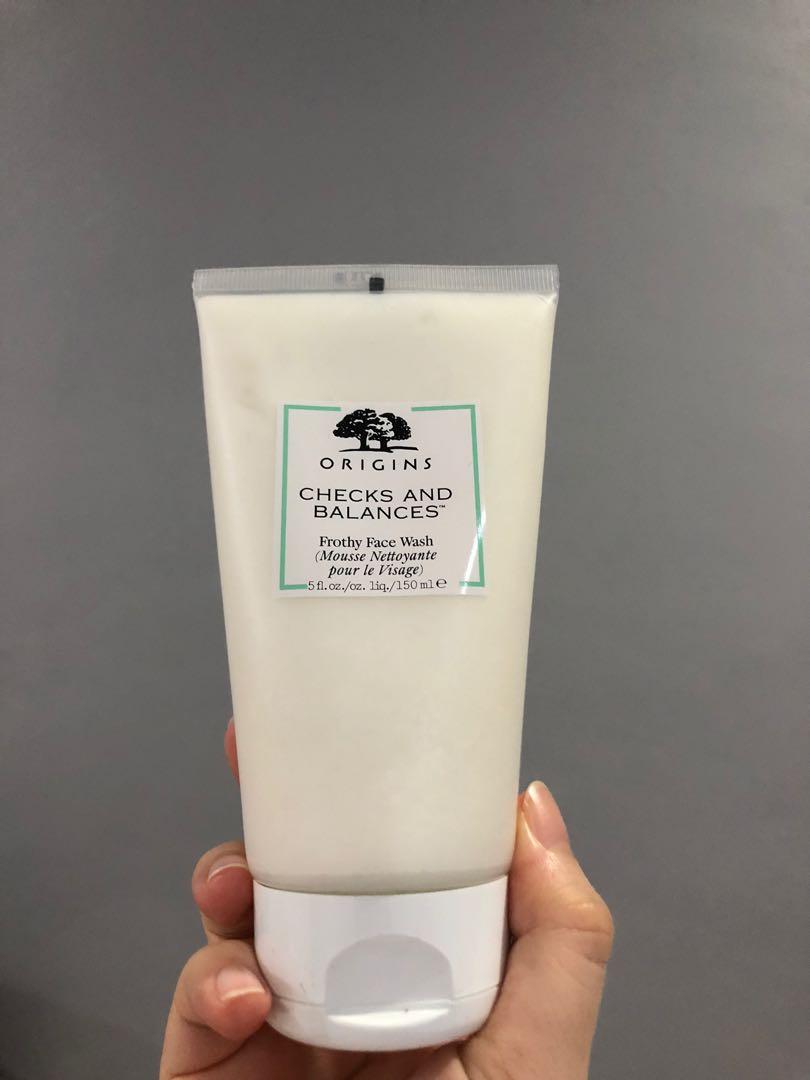 ORIGINS
CHECKS AND
BALANCES™
Frothy Face Wash
(Mousse Nettoyante
pour le Visage)
5 fl.oz./oz. liq./150 ml ℮